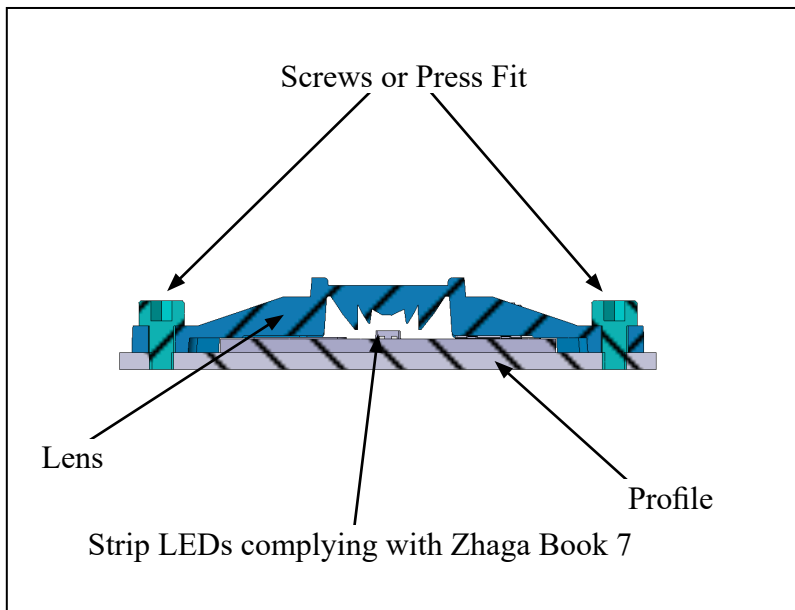 Screws or Press Fit
Lens
Profile
Strip LEDs complying with Zhaga Book 7